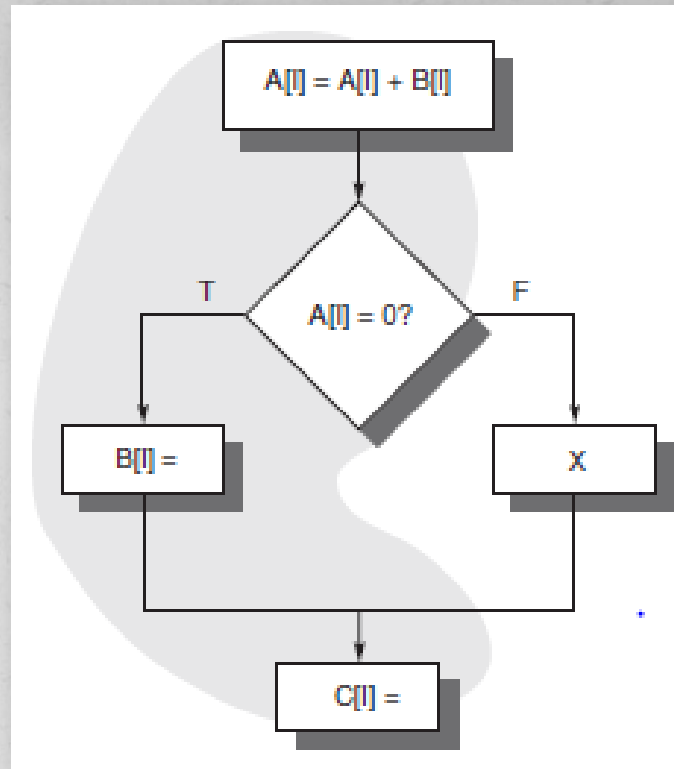 A[I] = A[I] + B[I]
A[I] = 0?
T
F
B[I] =
X
C[I] =